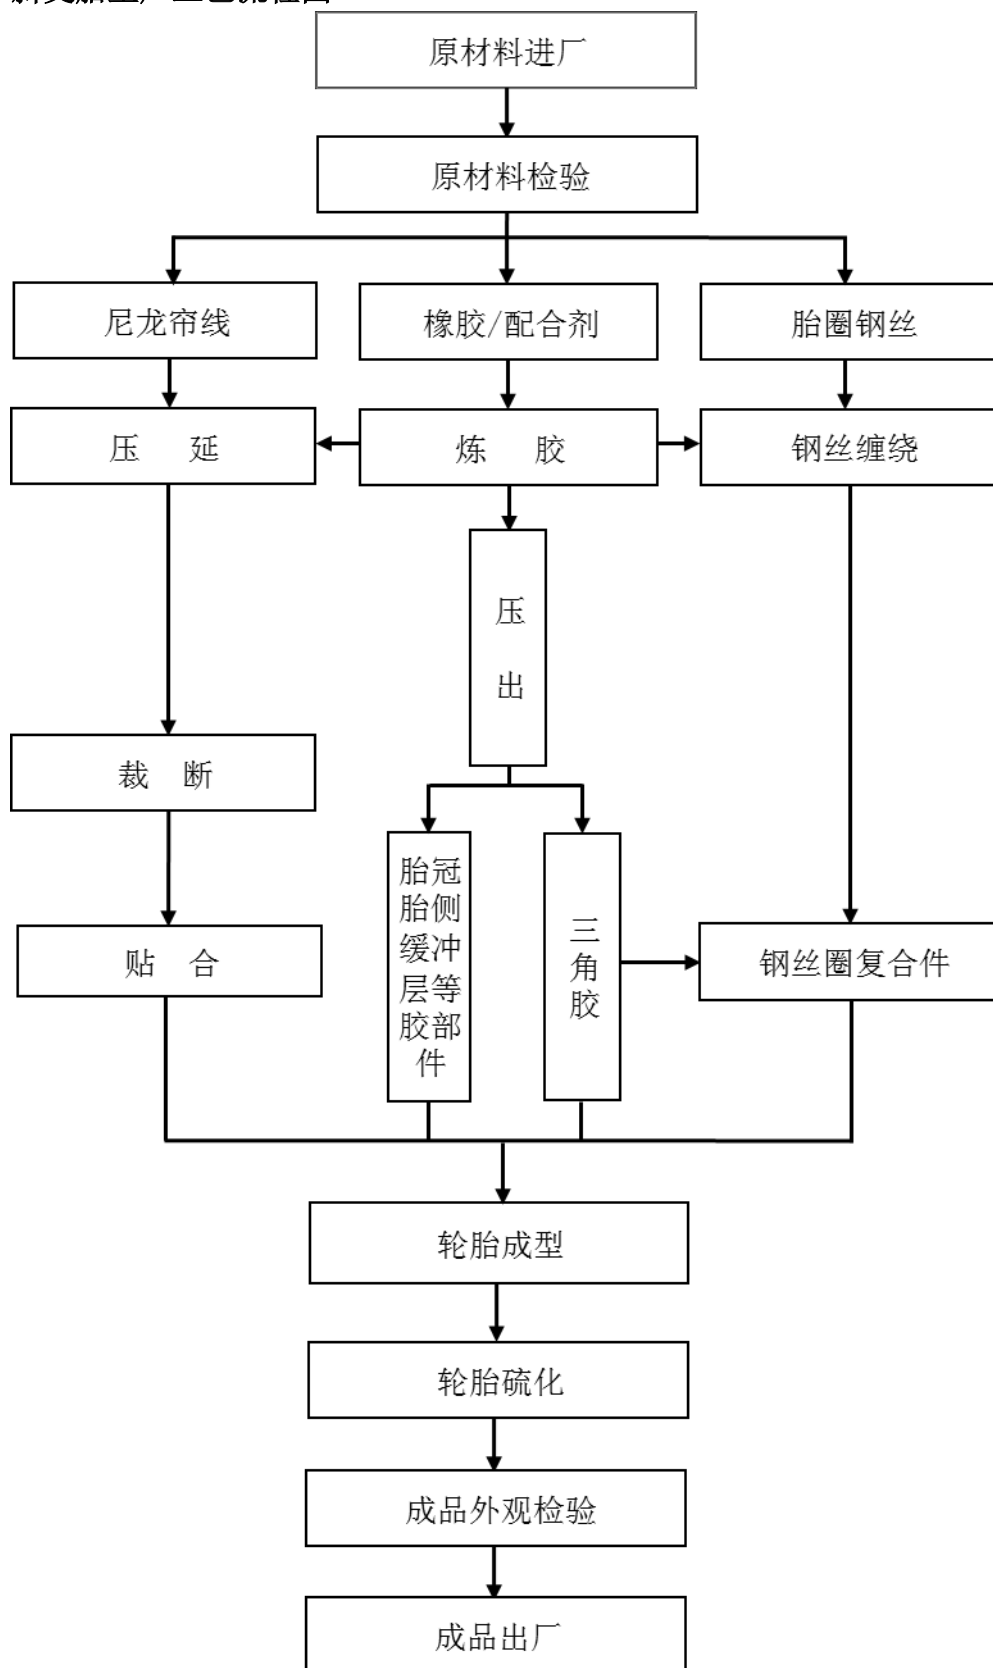 原材料进厂
原材料检验
尼龙帘线
橡胶/配合剂
胎圈钢丝
压 延
炼 胶
钢丝缠绕
压
出
裁 断
胎冠
胎侧
缓冲
层等
胶部
件
三
角
胶
贴 合
钢丝圈复合件
轮胎成型
轮胎硫化
成品外观检验
成品出厂